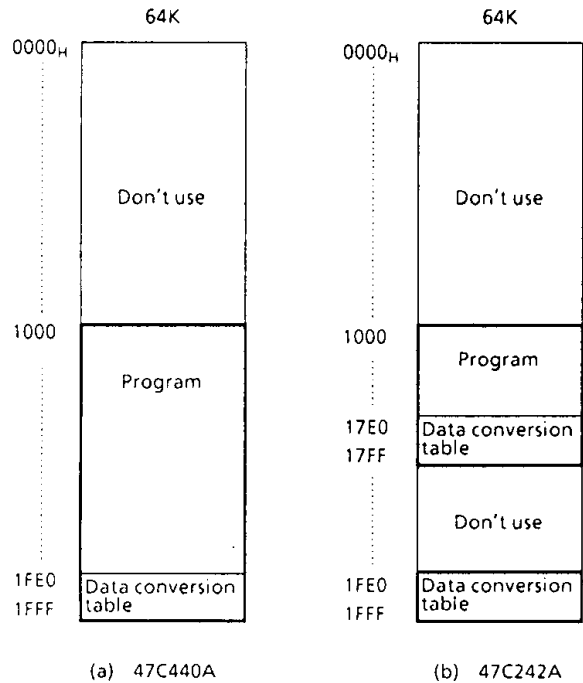 64K
0000H
Don't use
1000
Program
1FE0
Data conversion
table
1FFF
(a) 47C440A
64K
0000H
Don't use
1000
Program
17E0
Data conversion
table
17FF
Don't use
1FE0
Data conversion
table
1FFF
(b) 47C242A